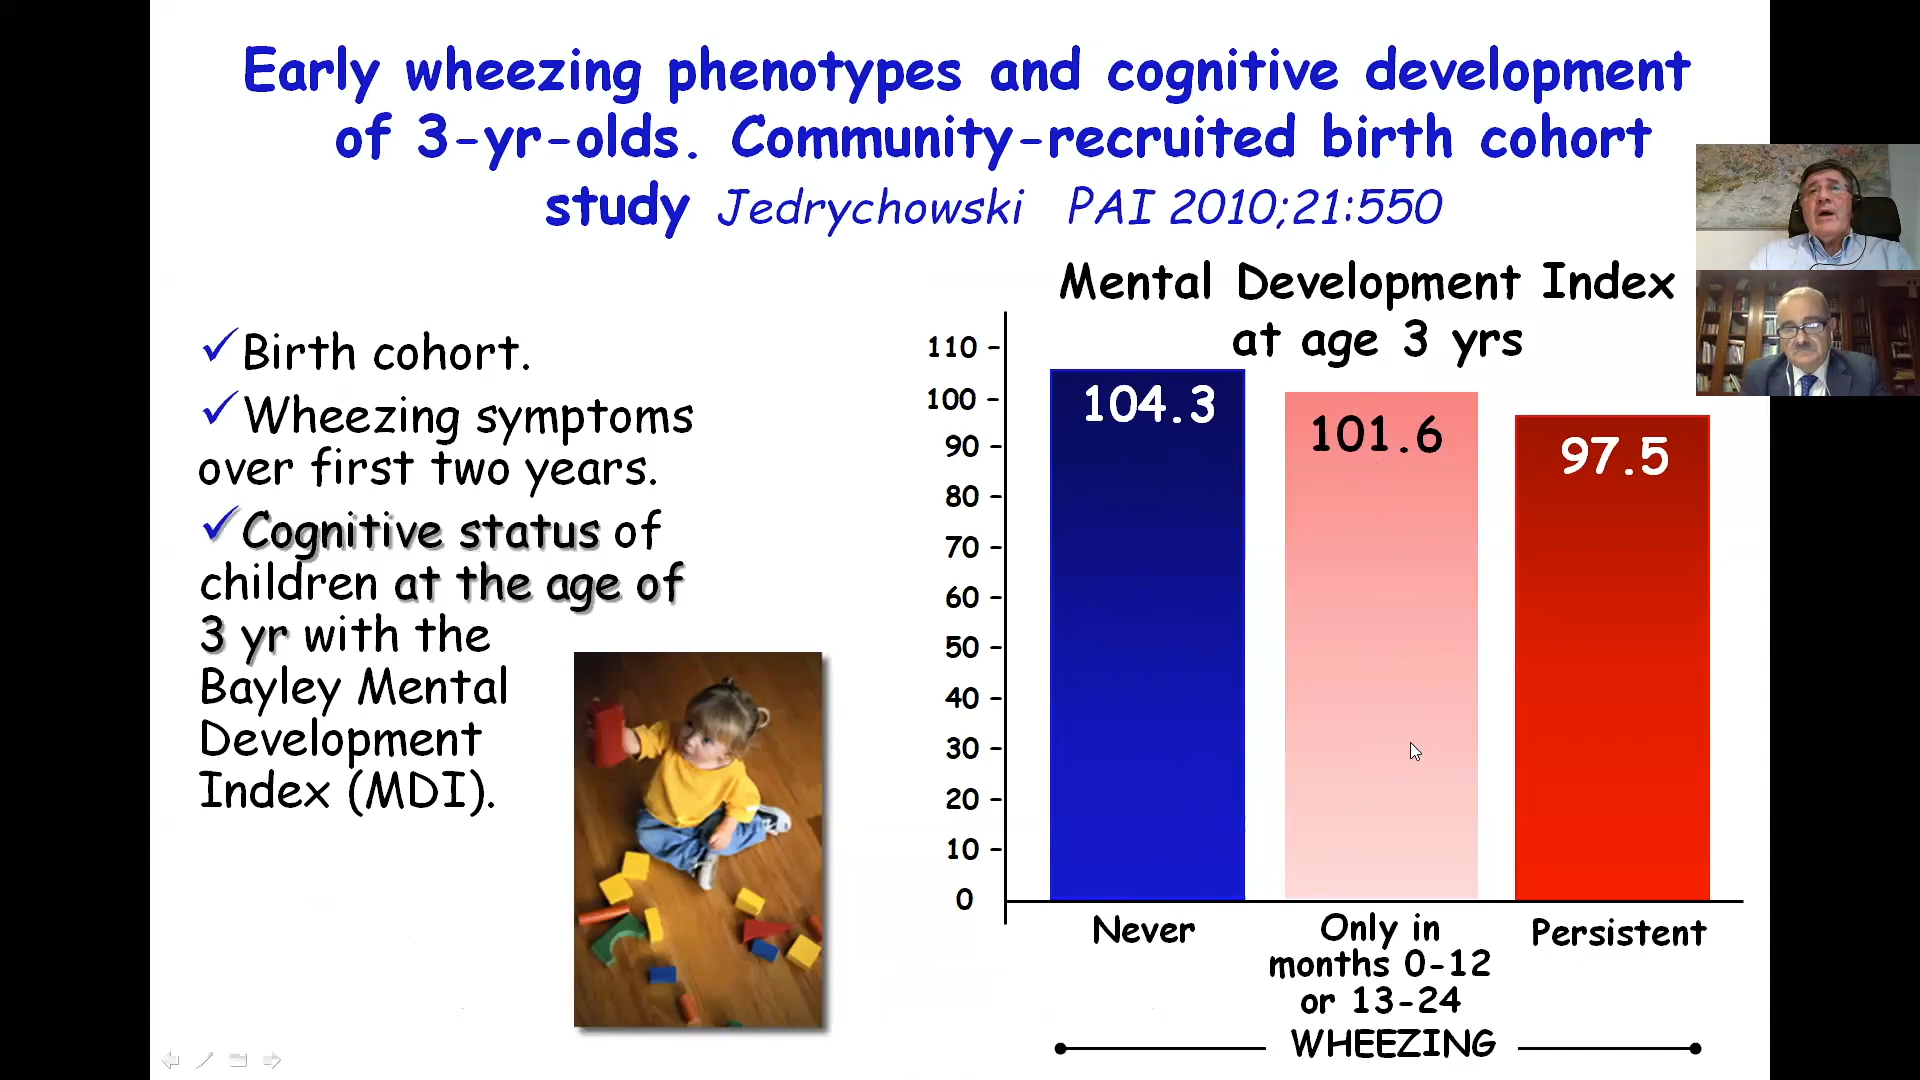 Early wheezing phenotypes and cognitive development
of 3-yr-olds. Community-recruited birth cohort
study Jedrychowski PAI 2010;21:550
✓Birth cohort.
✓Wheezing symptoms
over first two years.
✓Cognitive status of
children at the age of
3 yr with the
Bayley Mental
Development
Index (MDI).
Mental Development Index
at age 3 yrs
110 -
100 -
90 -
80 -
70 -
60 -
50 -
40 -
30 -
20 -
10 -
0
104.3
101.6
97.5
Never
Only in
months 0-12
or 13-24
Persistent
WHEEZING